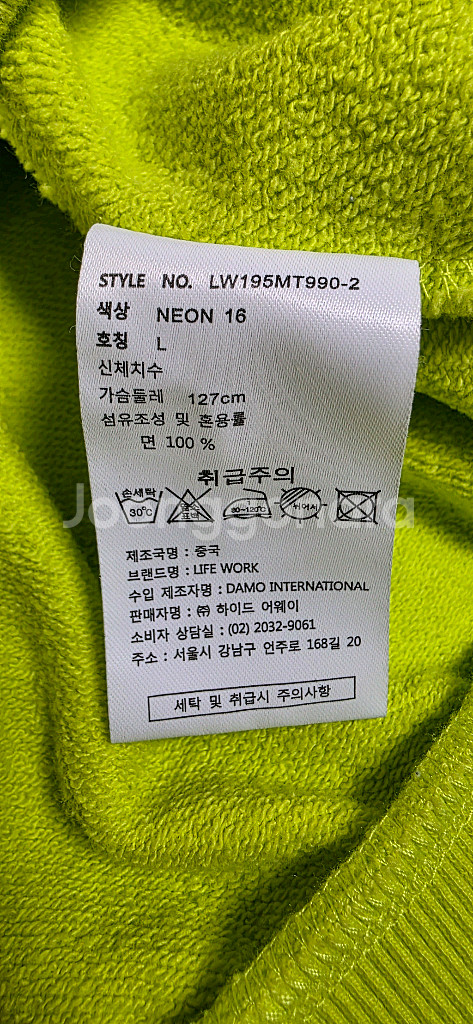 STYLE NO. LW195MT990-2
색상 NEON 16
호칭 L
신체치수
가슴둘레 127cm
섬유조성 및 혼용률
면 100 %
취급주의
손세탁
30℃
80~120℃
뉘어서
제조국명 : 중국
브랜드명 : LIFE WORK
수입 제조자명 : DAMO INTERNATIONAL
판매자명 : ㈜ 하이드 어웨이
소비자 상담실 : (02) 2032-9061
주소 : 서울시 강남구 언주로 168길 20
세탁 및 취급시 주의사항